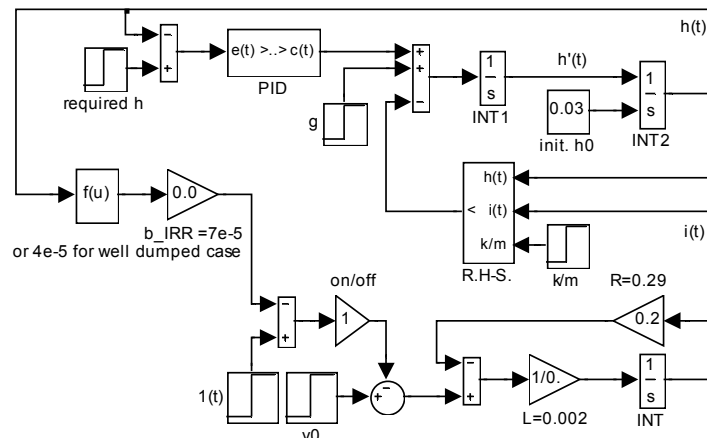 h(t)
−
+
required h
e(t) >..> c(t)
PID
+
+
−
g
1
s
INT1
h'(t)
0.03
init. h0
1
s
INT2
h(t)
< i(t)
k/m
R.H-S.
k/m
i(t)
f(u)
0.0
b_IRR =7e-5
or 4e-5 for well dumped case
on/off
−
+
1
1(t)
v0
+
−
−
+
R=0.29
0.2
1/0.
L=0.002
1
s
INT